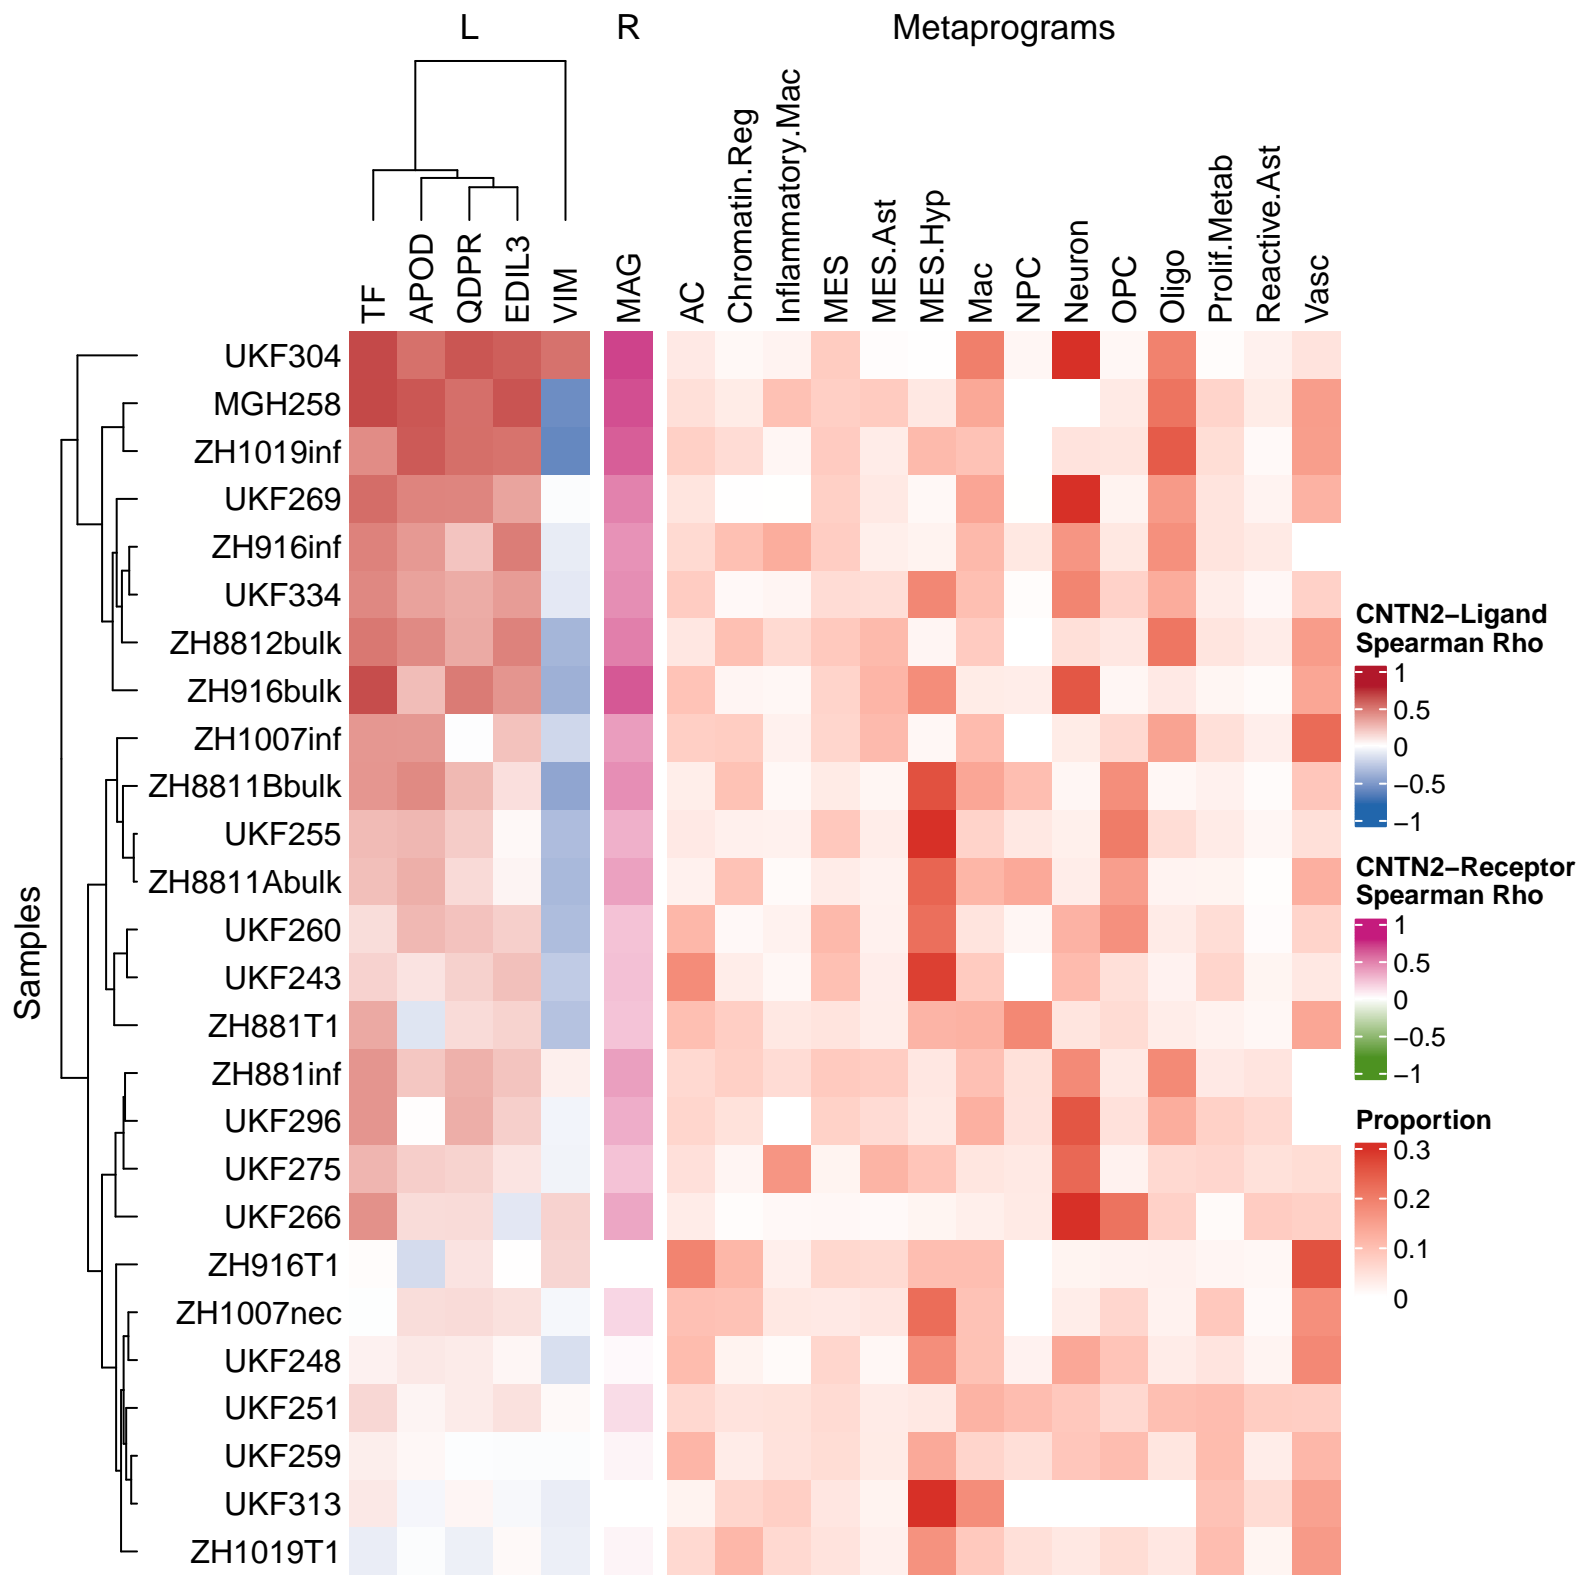 L R Metaprograms
TF APOD QDPR EDIL3 VIM MAG AC Chromatin.Reg Inflammatory.Mac MES MES.Ast MES.Hyp Mac NPC Neuron OPC Oligo Prolif.Metab Reactive.Ast Vasc
Samples
UKF304
MGH258
ZH1019inf
UKF269
ZH916inf
UKF334
ZH8812bulk
ZH916bulk
ZH1007inf
ZH8811Bbulk
UKF255
ZH8811Abulk
UKF260
UKF243
ZH881T1
ZH881inf
UKF296
UKF275
UKF266
ZH916T1
ZH1007nec
UKF248
UKF251
UKF259
UKF313
ZH1019T1
CNTN2−Ligand
Spearman Rho
1
0.5
0
−0.5
−1
CNTN2−Receptor
Spearman Rho
1
0.5
0
−0.5
−1
Proportion
0.3
0.2
0.1
0